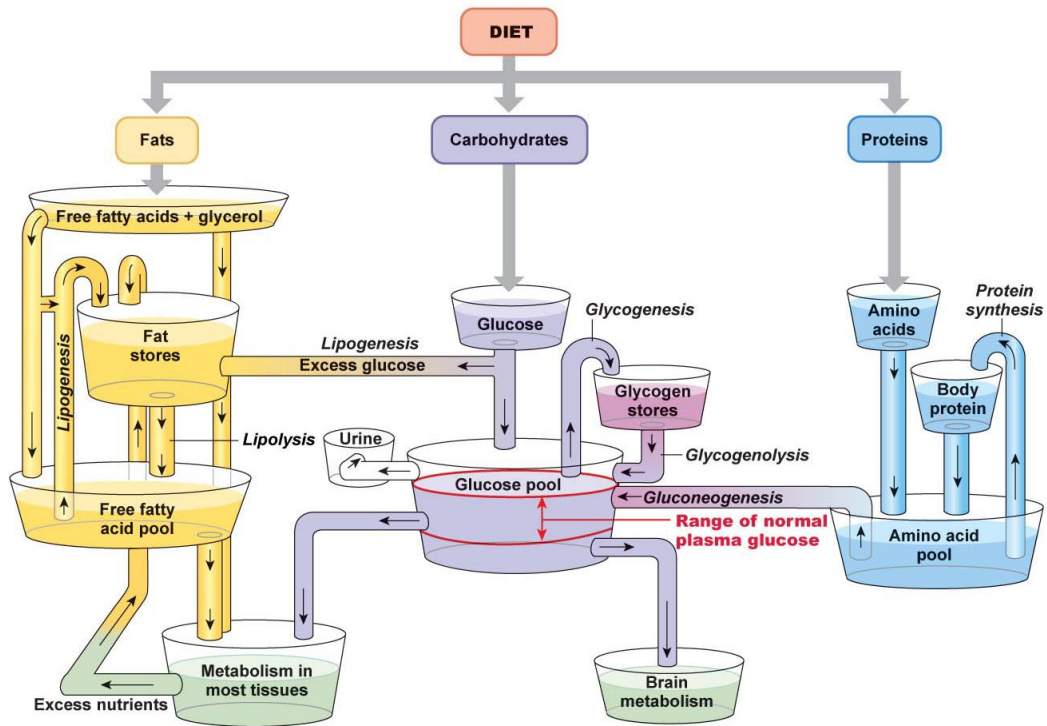 DIET
Fats
Carbohydrates
Proteins
Free fatty acids + glycerol
Fat
stores
Lipogenesis
Lipolysis
Free fatty
acid pool
Lipogenesis
Excess glucose
Glucose
Glycogenesis
Glycogen
stores
Glycogenolysis
Urine
Glucose pool
Gluconeogenesis
Range of normal
plasma glucose
Amino
acids
Protein
synthesis
Body
protein
Amino acid
pool
Metabolism in
most tissues
Excess nutrients
Brain
metabolism